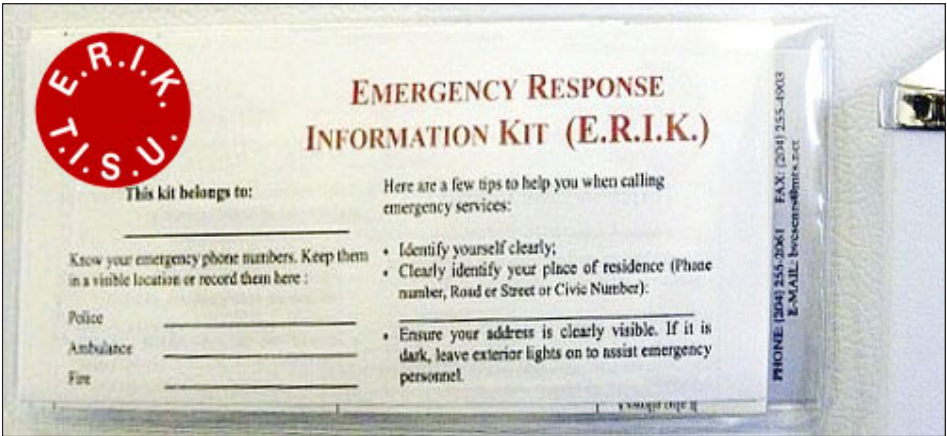 E.R.I.K.
T.I.S.U.
EMERGENCY RESPONSE
INFORMATION KIT (E.R.I.K.)
This kit belongs to:
Know your emergency phone numbers. Keep them
in a visible location or record them here :
Police
Ambulance
Fire
Here are a few tips to help you when calling
emergency services:
• Identify yourself clearly;
• Clearly identify your place of residence (Phone
number, Road or Street or Civic Number):
• Ensure your address is clearly visible. If it is
dark, leave exterior lights on to assist emergency
personnel.
PHONE: (204) 255-2061 FAX: (204) 255-4903
E-MAIL: